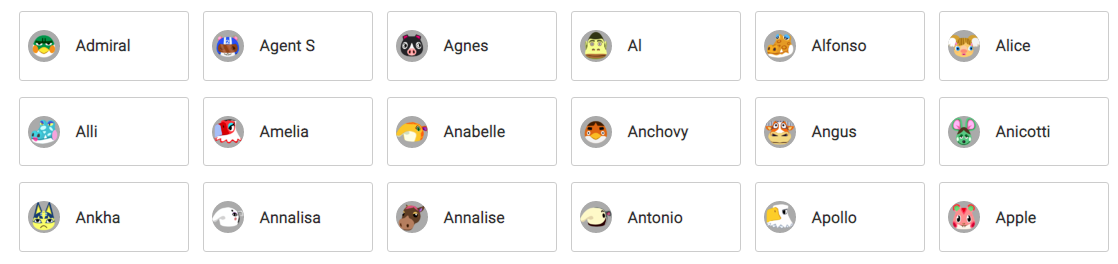 Admiral
Agent S
Agnes
Al
Alfonso
Alice
Alli
Amelia
Anabelle
Anchovy
Angus
Anicotti
Ankha
Annalisa
Annalise
Antonio
Apollo
Apple